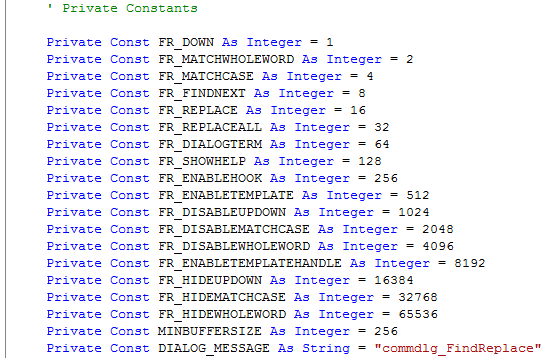 ' Private Constants
Private Const FR_DOWN As Integer = 1
Private Const FR_MATCHWHOLEWORD As Integer = 2
Private Const FR_MATCHCASE As Integer = 4
Private Const FR_FINDNEXT As Integer = 8
Private Const FR_REPLACE As Integer = 16
Private Const FR_REPLACEALL As Integer = 32
Private Const FR_DIALOGTERM As Integer = 64
Private Const FR_SHOWHELP As Integer = 128
Private Const FR_ENABLEHOOK As Integer = 256
Private Const FR_ENABLETEMPLATE As Integer = 512
Private Const FR_DISABLEUPDOWN As Integer = 1024
Private Const FR_DISABLEMATCHCASE As Integer = 2048
Private Const FR_DISABLEWHOLEWORD As Integer = 4096
Private Const FR_ENABLETEMPLATEHANDLE As Integer = 8192
Private Const FR_HIDEUPDOWN As Integer = 16384
Private Const FR_HIDEMATCHCASE As Integer = 32768
Private Const FR_HIDEWHOLEWORD As Integer = 65536
Private Const MINBUFFERSIZE As Integer = 256
Private Const DIALOG_MESSAGE As String = "commdlg_FindReplace"